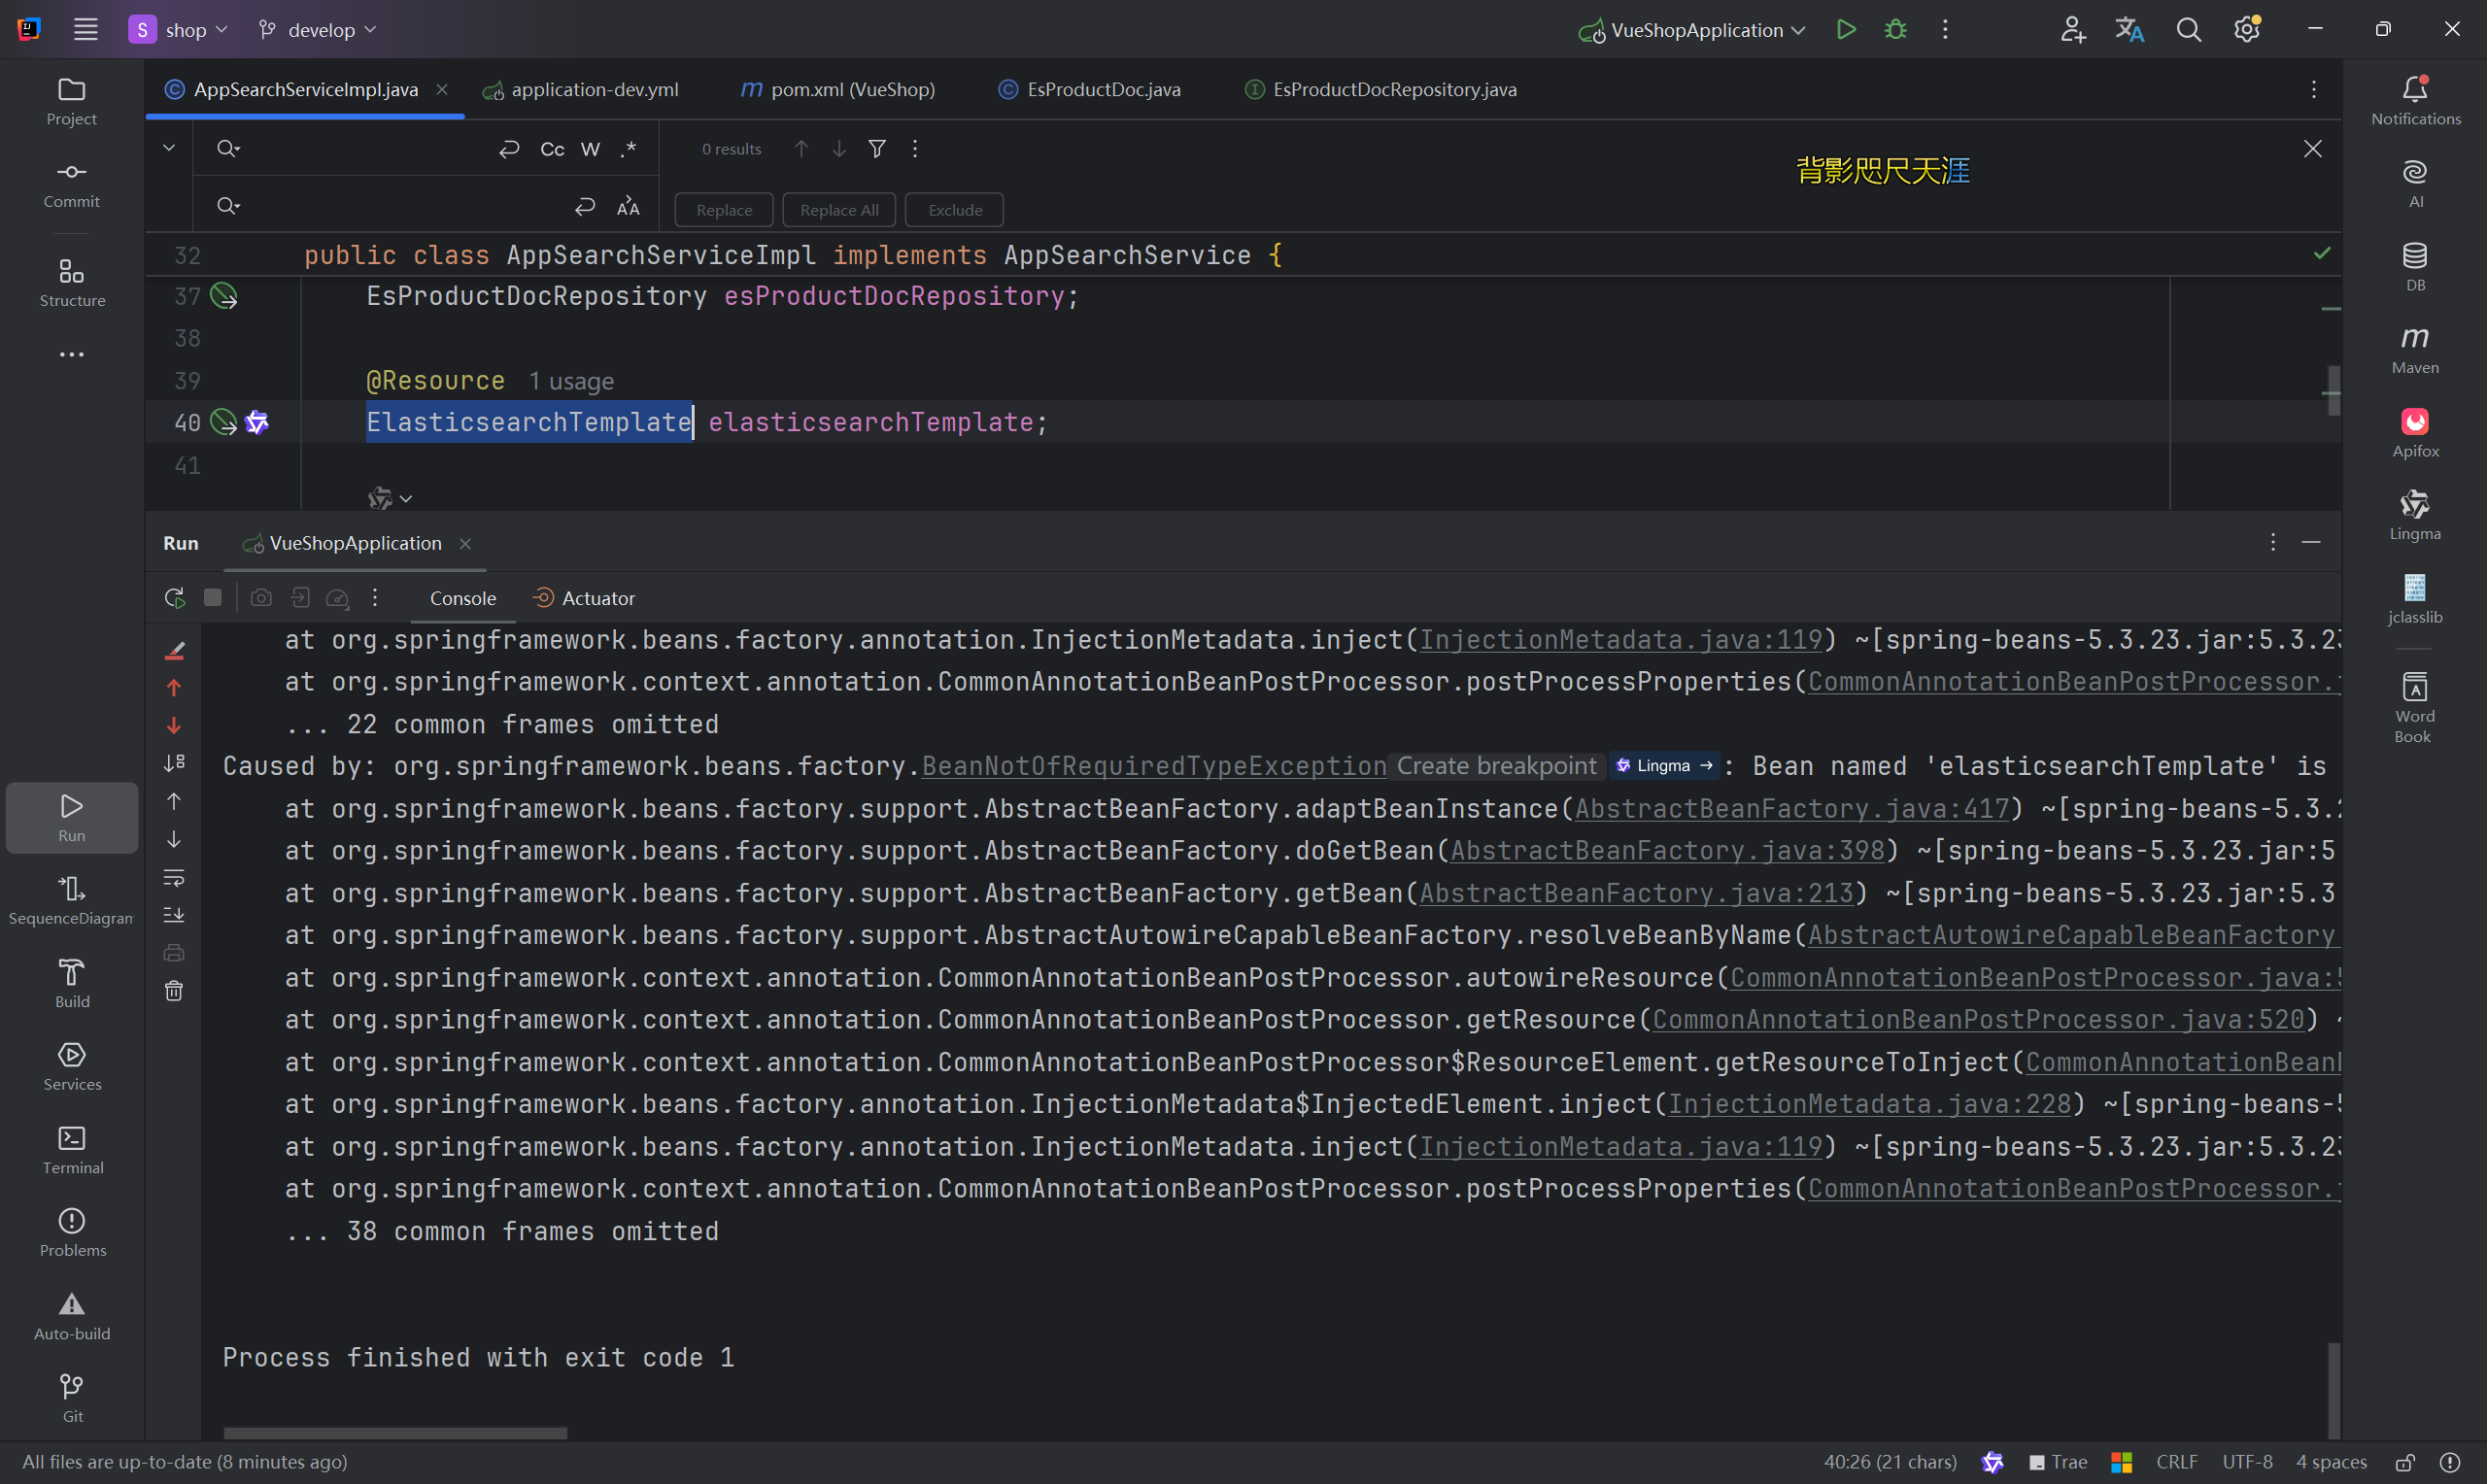 S shop develop VueShopApplication
AppSearchServiceImpl.java application-dev.yml m pom.xml (VueShop) EsProductDoc.java EsProductDocRepository.java
Cc W .* 0 results
背影咫尺天涯
Replace Replace All Exclude
32 public class AppSearchServiceImpl implements AppSearchService {
37 EsProductDocRepository esProductDocRepository;
38
39 @Resource 1 usage
40 ElasticsearchTemplate elasticsearchTemplate;
41
Run VueShopApplication
Console Actuator
at org.springframework.beans.factory.annotation.InjectionMetadata.inject(InjectionMetadata.java:119) ~[spring-beans-5.3.23.jar:5.3.23
at org.springframework.context.annotation.CommonAnnotationBeanPostProcessor.postProcessProperties(CommonAnnotationBeanPostProcessor.
... 22 common frames omitted
Caused by: org.springframework.beans.factory.BeanNotOfRequiredTypeException Create breakpoint Lingma → : Bean named 'elasticsearchTemplate' is
at org.springframework.beans.factory.support.AbstractBeanFactory.adaptBeanInstance(AbstractBeanFactory.java:417) ~[spring-beans-5.3.
at org.springframework.beans.factory.support.AbstractBeanFactory.doGetBean(AbstractBeanFactory.java:398) ~[spring-beans-5.3.23.jar:5
at org.springframework.beans.factory.support.AbstractBeanFactory.getBean(AbstractBeanFactory.java:213) ~[spring-beans-5.3.23.jar:5.3
at org.springframework.beans.factory.support.AbstractAutowireCapableBeanFactory.resolveBeanByName(AbstractAutowireCapableBeanFactory
at org.springframework.context.annotation.CommonAnnotationBeanPostProcessor.autowireResource(CommonAnnotationBeanPostProcessor.java:
at org.springframework.context.annotation.CommonAnnotationBeanPostProcessor.getResource(CommonAnnotationBeanPostProcessor.java:520) ~
at org.springframework.context.annotation.CommonAnnotationBeanPostProcessor$ResourceElement.getResourceToInject(CommonAnnotationBean
at org.springframework.beans.factory.annotation.InjectionMetadata$InjectedElement.inject(InjectionMetadata.java:228) ~[spring-beans-
at org.springframework.beans.factory.annotation.InjectionMetadata.inject(InjectionMetadata.java:119) ~[spring-beans-5.3.23.jar:5.3.23
at org.springframework.context.annotation.CommonAnnotationBeanPostProcessor.postProcessProperties(CommonAnnotationBeanPostProcessor.
... 38 common frames omitted
Process finished with exit code 1
Project
Commit
Structure
Run
SequenceDiagram
Build
Services
Terminal
Problems
Auto-build
Git
Notifications
AI
DB
m
Maven
Apifox
Lingma
jclasslib
Word
Book
All files are up-to-date (8 minutes ago) 40:26 (21 chars) Trae CRLF UTF-8 4 spaces